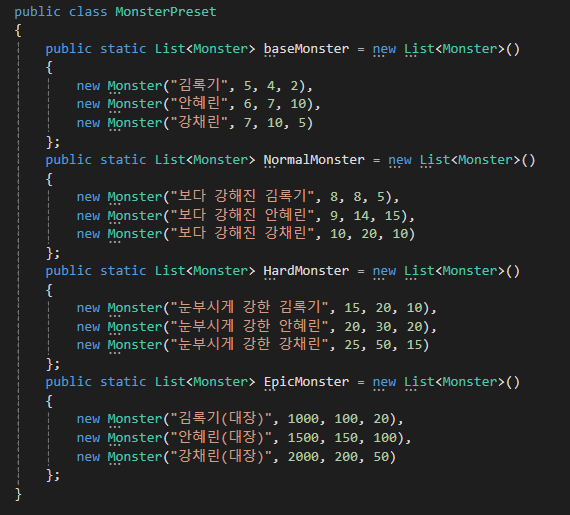 public class MonsterPreset
{
    public static List<Monster> baseMonster = new List<Monster>()
    {
        new Monster("김록기", 5, 4, 2),
        new Monster("안혜린", 6, 7, 10),
        new Monster("강채린", 7, 10, 5)
    };
    public static List<Monster> NormalMonster = new List<Monster>()
    {
        new Monster("보다 강해진 김록기", 8, 8, 5),
        new Monster("보다 강해진 안혜린", 9, 14, 15),
        new Monster("보다 강해진 강채린", 10, 20, 10)
    };
    public static List<Monster> HardMonster = new List<Monster>()
    {
        new Monster("눈부시게 강한 김록기", 15, 20, 10),
        new Monster("눈부시게 강한 안혜린", 20, 30, 20),
        new Monster("눈부시게 강한 강채린", 25, 50, 15)
    };
    public static List<Monster> EpicMonster = new List<Monster>()
    {
        new Monster("김록기(대장)", 1000, 100, 20),
        new Monster("안혜린(대장)", 1500, 150, 100),
        new Monster("강채린(대장)", 2000, 200, 50)
    };
}